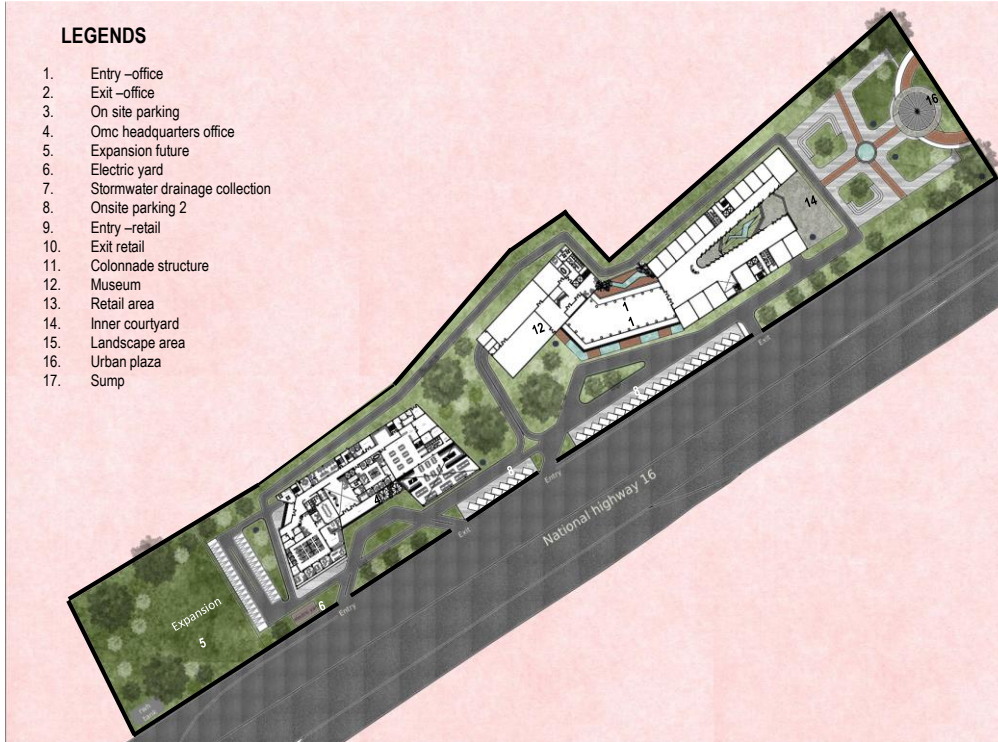 LEGENDS
1. Entry –office
2. Exit –office
3. On site parking
4. Omc headquarters office
5. Expansion future
6. Electric yard
7. Stormwater drainage collection
8. Onsite parking 2
9. Entry –retail
10. Exit retail
11. Colonnade structure
12. Museum
13. Retail area
14. Inner courtyard
15. Landscape area
16. Urban plaza
17. Sump
16
14
1
1
12
Exit
8
8
Entry
National highway 16
4
Exit
6
Entry
Expansion
5
tank